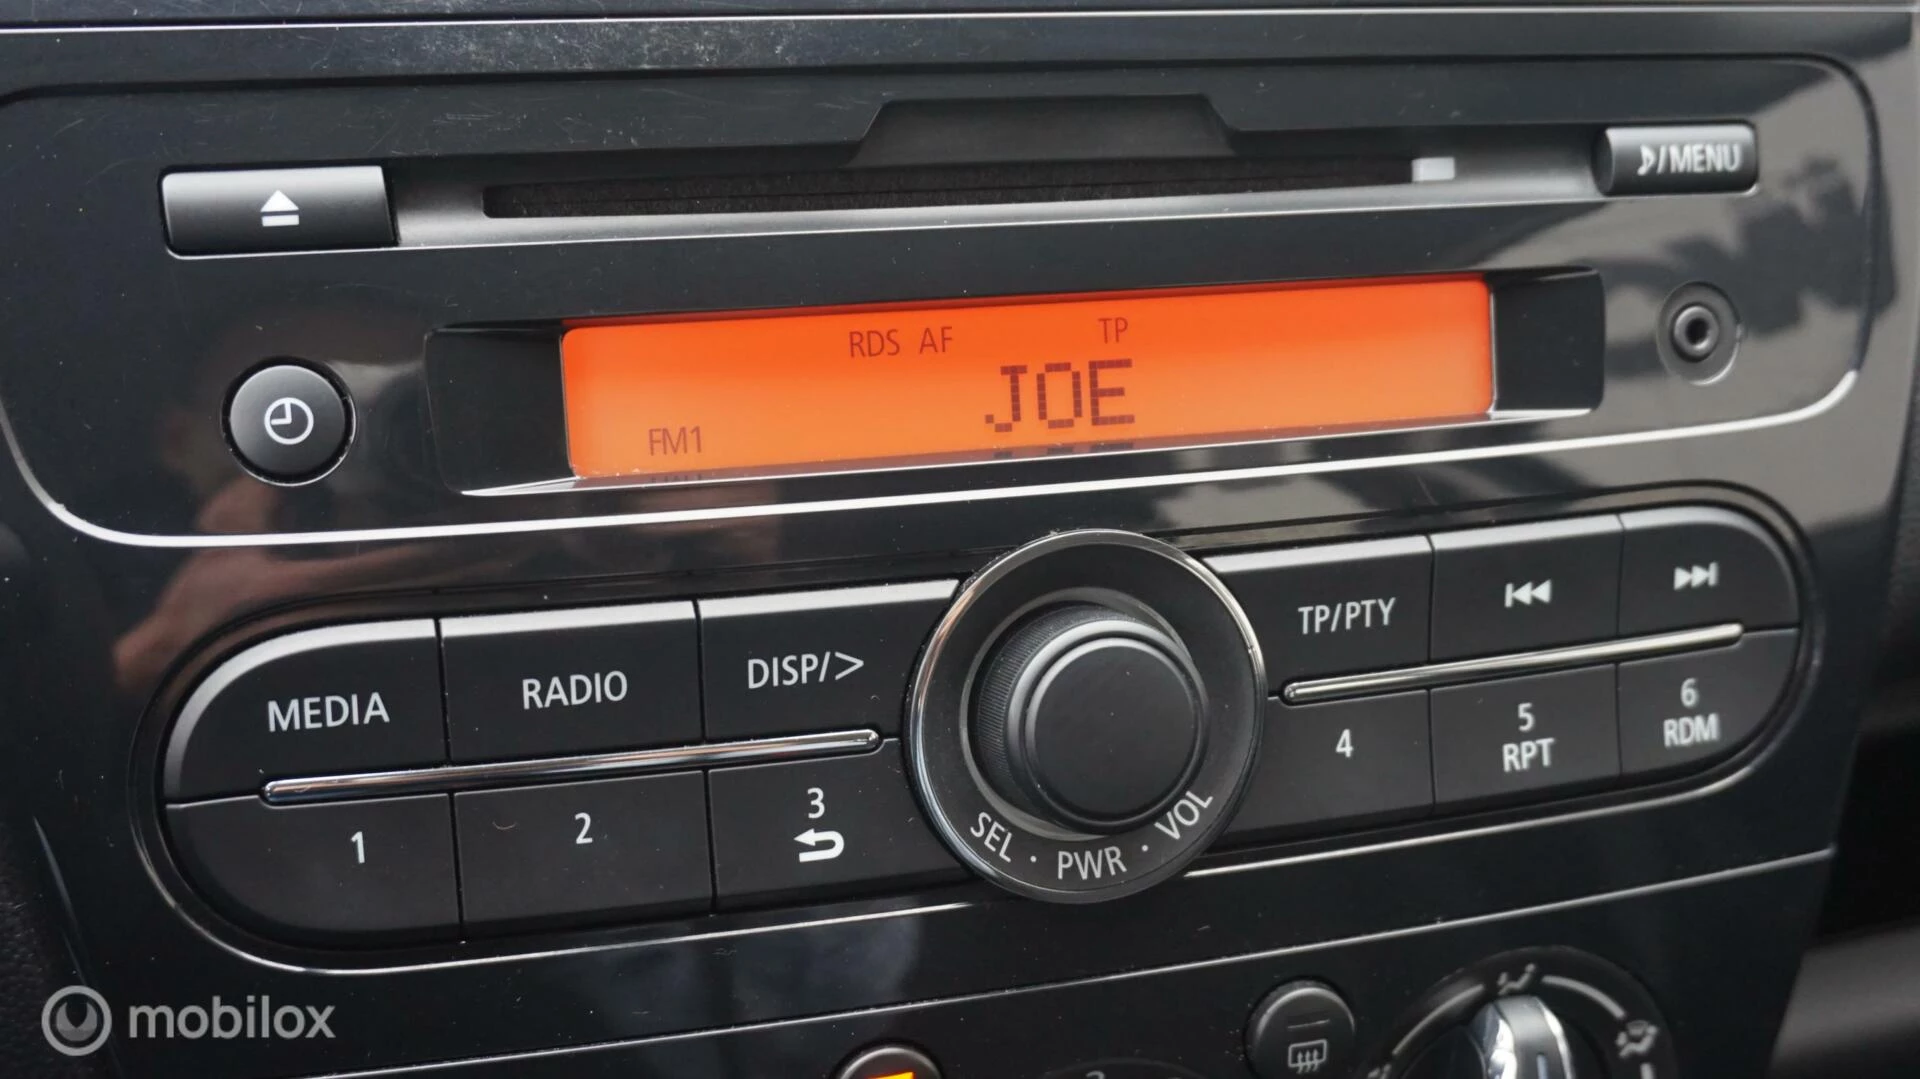 ♪/MENU
RDS AF TP
JOE
FM1
MEDIA RADIO DISP/> TP/PTY
1 2 3 4 5 6
RPT RDM
SEL · PWR · VOL
mobilox